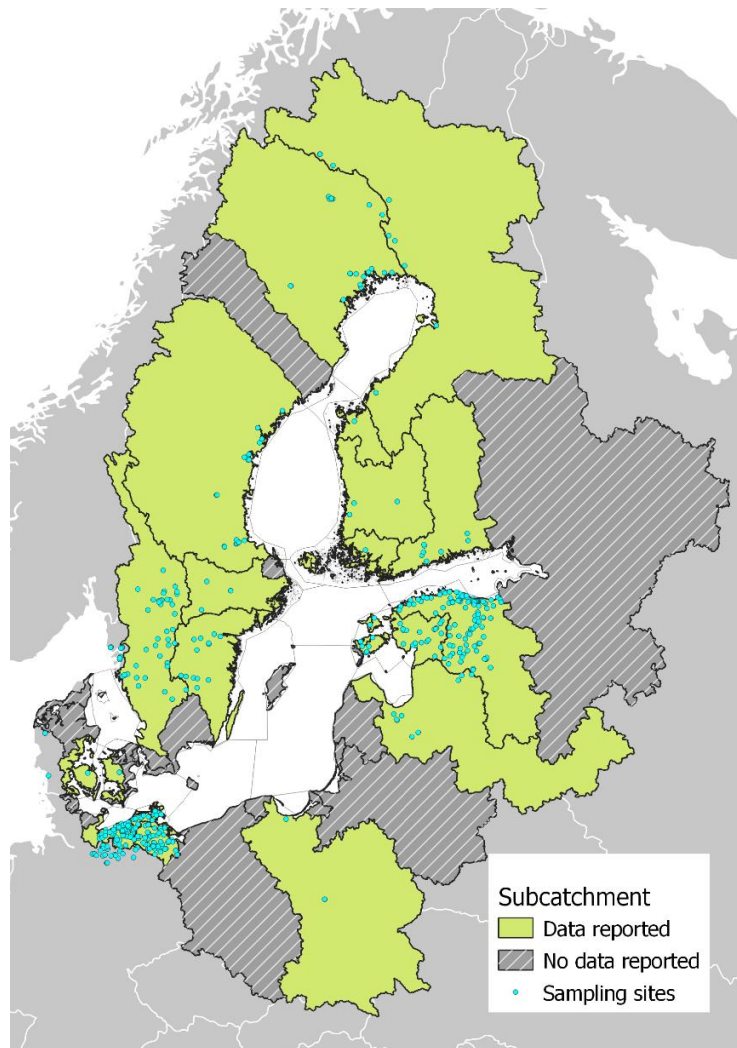 Subcatchment
Data reported
No data reported
Sampling sites